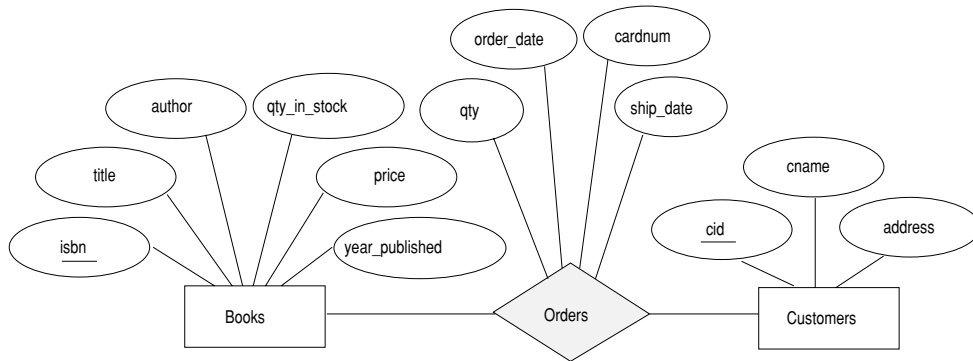 order_date
cardnum
author
qty_in_stock
qty
ship_date
title
price
cname
isbn
year_published
cid
address
Books
Orders
Customers